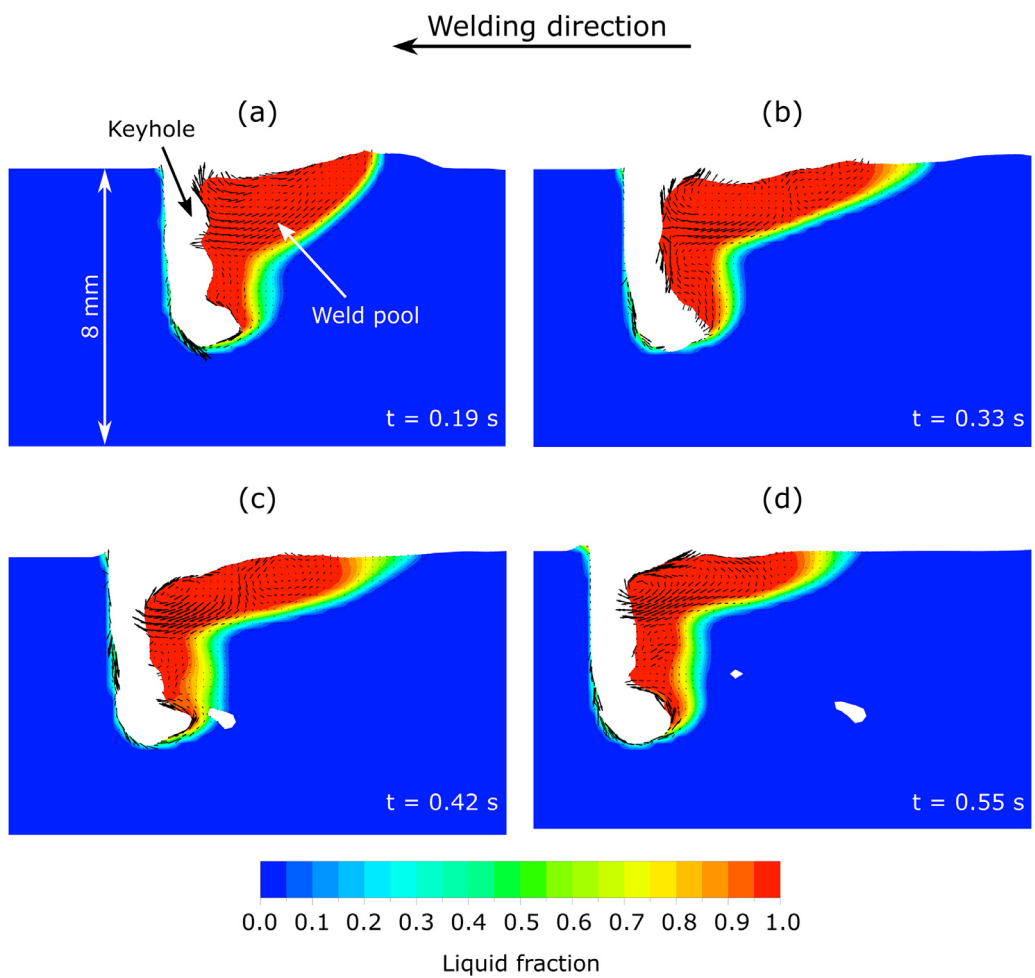 Welding direction
(a)
(b)
Keyhole
8 mm
Weld pool
t = 0.19 s
t = 0.33 s
(c)
(d)
t = 0.42 s
t = 0.55 s
0.0 0.1 0.2 0.3 0.4 0.5 0.6 0.7 0.8 0.9 1.0
Liquid fraction